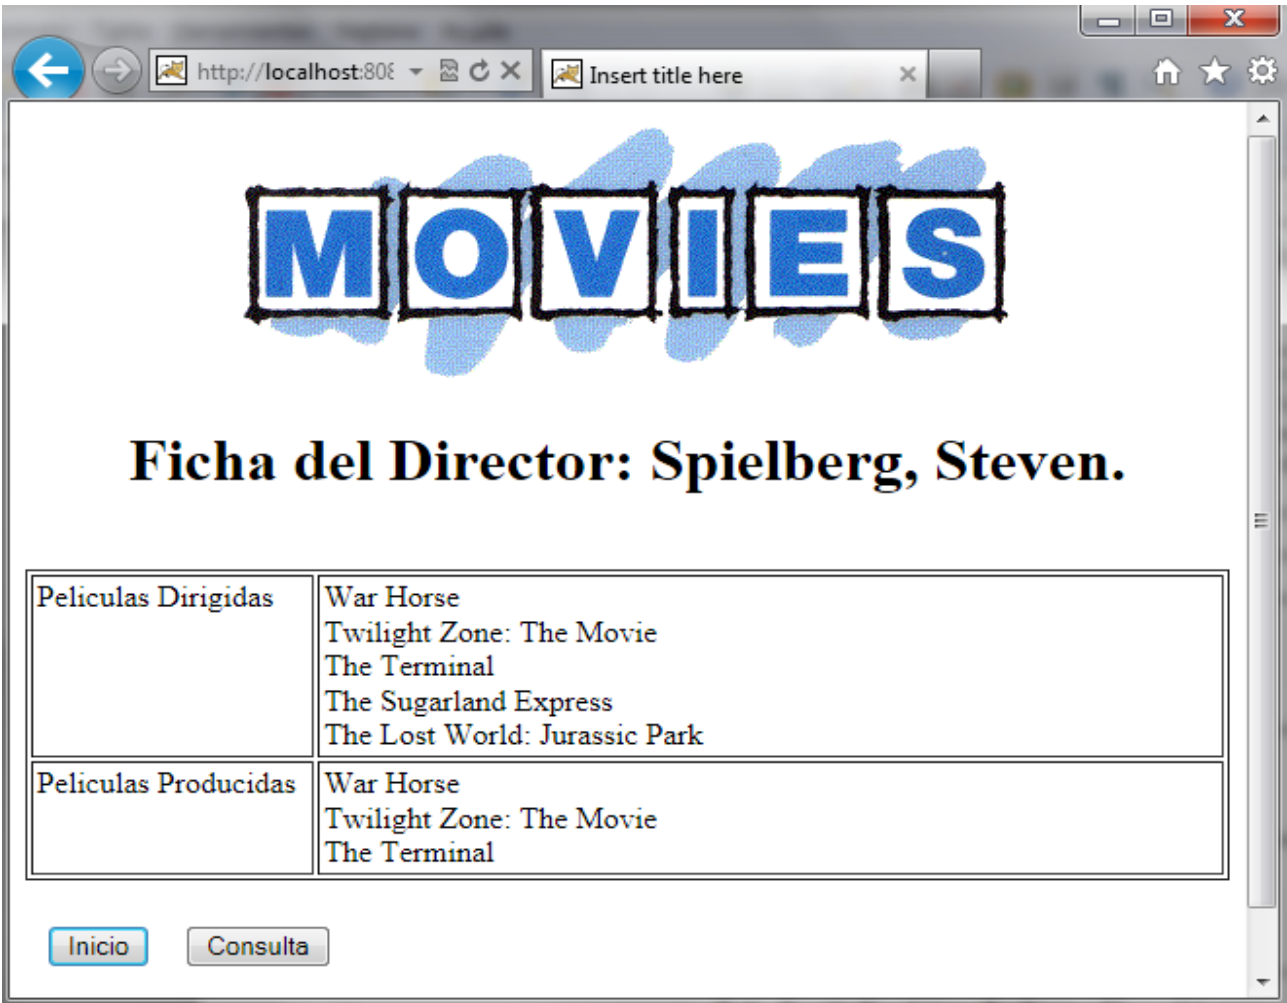 http://localhost:808
Insert title here
MOVIES
Ficha del Director: Spielberg, Steven.
Peliculas Dirigidas
War Horse
Twilight Zone: The Movie
The Terminal
The Sugarland Express
The Lost World: Jurassic Park
Peliculas Producidas
War Horse
Twilight Zone: The Movie
The Terminal
Inicio
Consulta